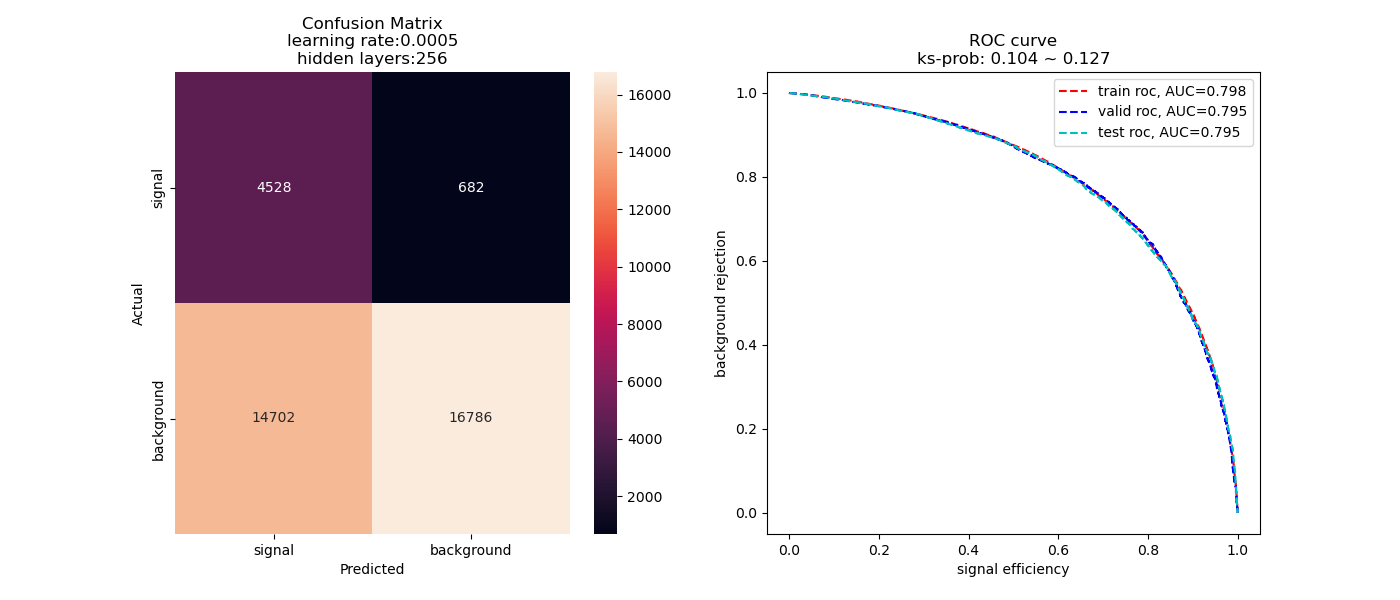 Confusion Matrix
learning rate:0.0005
hidden layers:256
signal
background
Actual
4528
682
14702
16786
signal
background
Predicted
16000
14000
12000
10000
8000
6000
4000
2000
ROC curve
ks-prob: 0.104 ~ 0.127
train roc, AUC=0.798
valid roc, AUC=0.795
test roc, AUC=0.795
background rejection
1.0
0.8
0.6
0.4
0.2
0.0
0.0
0.2
0.4
0.6
0.8
1.0
signal efficiency